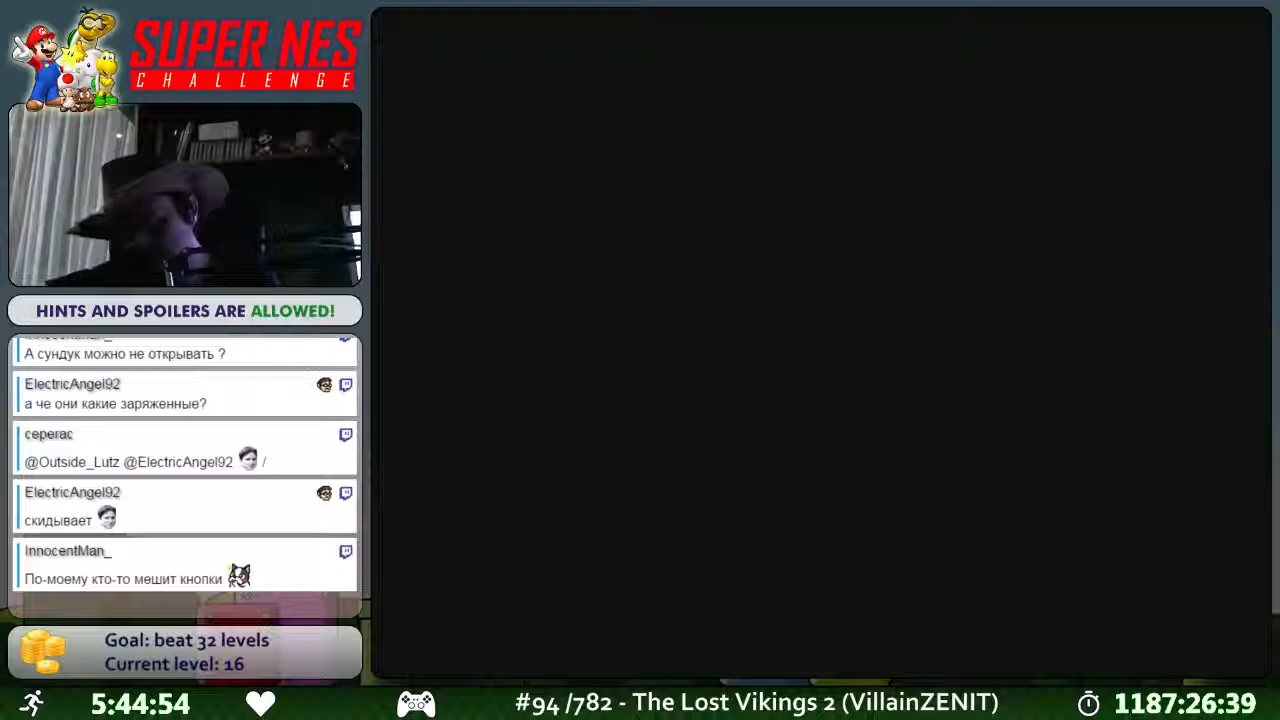 SUPER NES
CHALLENGE
HINTS AND SPOILERS ARE ALLOWED!
А сундук можно не открывать ?
ElectricAngel92
а че они какие заряженные?
ceperac
@Outside_Lutz @ElectricAngel92 /
ElectricAngel92
скидывает
InnocentMan_
По-моему кто-то мешит кнопки
Goal: beat 32 levels
Current level: 16
5:44:54
#94 /782 - The Lost Vikings 2 (VillainZENIT)
1187:26:39